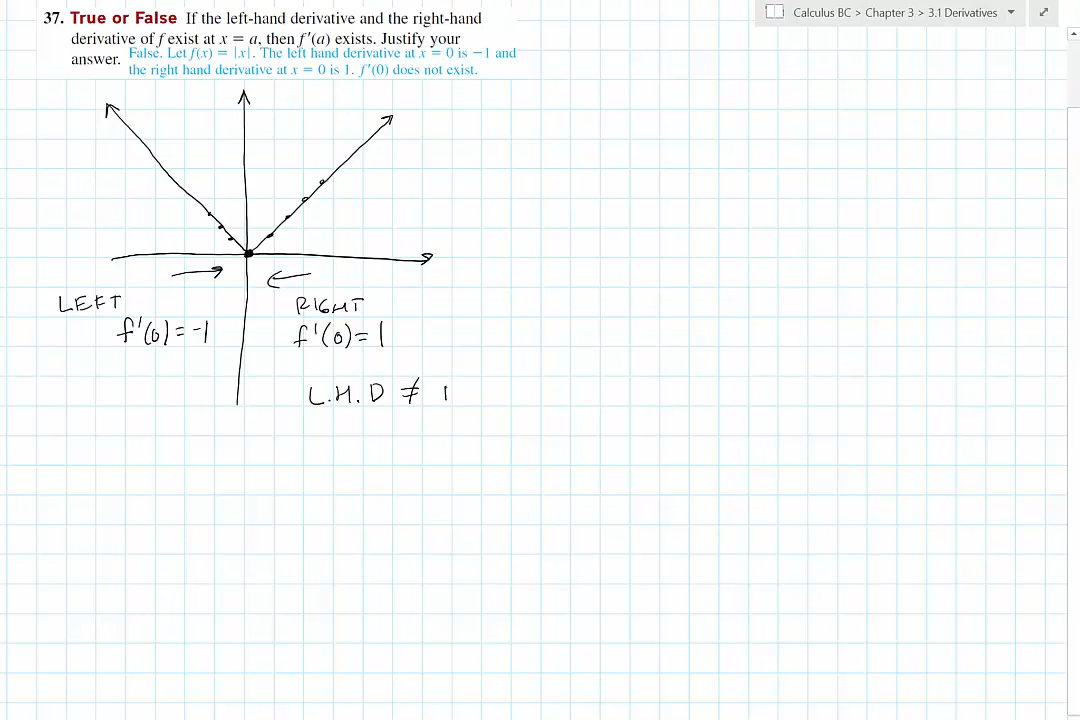 Calculus BC > Chapter 3 > 3.1 Derivatives
37. True or False If the left-hand derivative and the right-hand
derivative of f exist at x = a, then f'(a) exists. Justify your
answer. False. Let f(x) = |x|. The left hand derivative at x = 0 is −1 and
the right hand derivative at x = 0 is 1. f'(0) does not exist.
LEFT
f'(0) = -1
RIGHT
f'(0) = 1
L.H.D ≠ 1